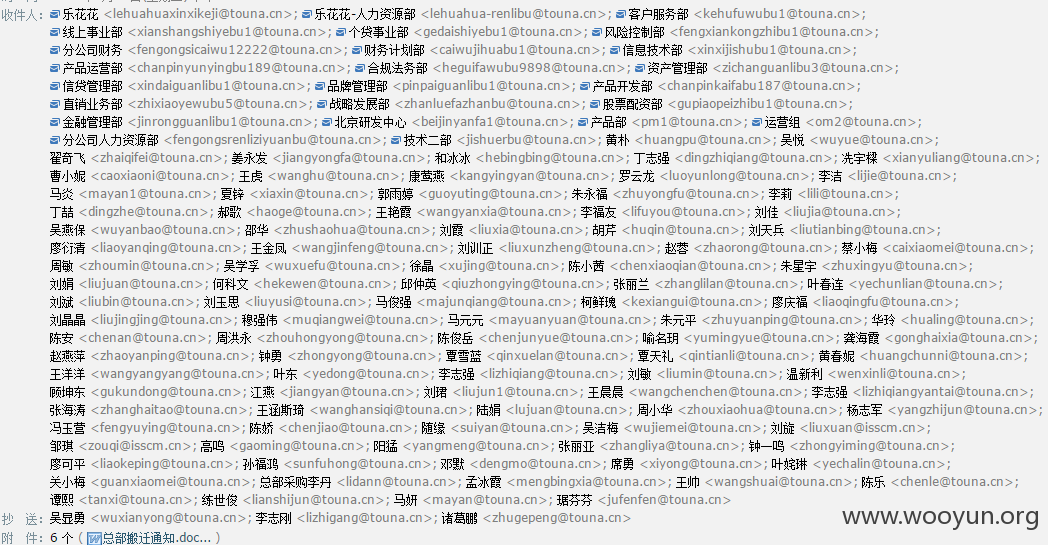 收件人： 乐花花 <lehuahuaxinxikeji@touna.cn>; 乐花花-人力资源部 <lehuahua-renlibu@touna.cn>; 客户服务部 <kehufuwubu1@touna.cn>;
线上事业部 <xianshangshiyebu1@touna.cn>; 个贷事业部 <gedaishiyebu1@touna.cn>; 风险控制部 <fengxiankongzhibu1@touna.cn>;
分公司财务 <fengongsicaiwu12222@touna.cn>; 财务计划部 <caiwujihuabu1@touna.cn>; 信息技术部 <xinxijishubu1@touna.cn>;
产品运营部 <chanpinyunyingbu189@touna.cn>; 合规法务部 <heguifawubu9898@touna.cn>; 资产管理部 <zichanguanlibu3@touna.cn>;
信贷管理部 <xindaiguanlibu1@touna.cn>; 品牌管理部 <pinpaiguanlibu1@touna.cn>; 产品开发部 <chanpinkaifabu187@touna.cn>;
直销业务部 <zhixiaoyewubu5@touna.cn>; 战略发展部 <zhanluefazhanbu@touna.cn>; 股票配资部 <gupiaopeizhibu1@touna.cn>;
金融管理部 <jinrongguanlibu1@touna.cn>; 北京研发中心 <beijinyanfa1@touna.cn>; 产品部 <pm1@touna.cn>; 运营组 <om2@touna.cn>;
分公司人力资源部 <fengongsrenliziyuanbu@touna.cn>; 技术二部 <jishuerbu@touna.cn>; 黄朴 <huangpu@touna.cn>; 吴悦 <wuyue@touna.cn>;
翟奇飞 <zhaiqifei@touna.cn>; 姜永发 <jiangyongfa@touna.cn>; 和冰冰 <hebingbing@touna.cn>; 丁志强 <dingzhiqiang@touna.cn>; 冼宇樑 <xianyuliang@touna.cn>;
曹小妮 <caoxiaoni@touna.cn>; 王虎 <wanghu@touna.cn>; 康莺燕 <kangyingyan@touna.cn>; 罗云龙 <luoyunlong@touna.cn>; 李洁 <lijie@touna.cn>;
马炎 <mayan1@touna.cn>; 夏锌 <xiaxin@touna.cn>; 郭雨婷 <guoyuting@touna.cn>; 朱永福 <zhuyongfu@touna.cn>; 李莉 <lili@touna.cn>;
丁喆 <dingzhe@touna.cn>; 郝歌 <haoge@touna.cn>; 王艳霞 <wangyanxia@touna.cn>; 李福友 <lifuyou@touna.cn>; 刘佳 <liujia@touna.cn>;
吴燕保 <wuyanbao@touna.cn>; 邵华 <zhushaohua@touna.cn>; 刘霞 <liuxia@touna.cn>; 胡芹 <huqin@touna.cn>; 刘天兵 <liutianbing@touna.cn>;
廖衍清 <liaoyanqing@touna.cn>; 王金凤 <wangjinfeng@touna.cn>; 刘训正 <liuxunzheng@touna.cn>; 赵蓉 <zhaorong@touna.cn>; 蔡小梅 <caixiaomei@touna.cn>;
周敏 <zhoumin@touna.cn>; 吴学孚 <wuxuefu@touna.cn>; 徐晶 <xujing@touna.cn>; 陈小茜 <chenxiaoqian@touna.cn>; 朱星宇 <zhuxingyu@touna.cn>;
刘娟 <liujuan@touna.cn>; 何科文 <hekewen@touna.cn>; 邱仲英 <qiuzhongying@touna.cn>; 张丽兰 <zhanglilan@touna.cn>; 叶春连 <yechunlian@touna.cn>;
刘斌 <liubin@touna.cn>; 刘玉思 <liuyusi@touna.cn>; 马俊强 <majunqiang@touna.cn>; 柯鲜瑰 <kexiangui@touna.cn>; 廖庆福 <liaoqingfu@touna.cn>;
刘晶晶 <liujingjing@touna.cn>; 穆强伟 <muqiangwei@touna.cn>; 马元元 <mayuanyuan@touna.cn>; 朱元平 <zhuyuanping@touna.cn>; 华玲 <hualing@touna.cn>;
陈安 <chenan@touna.cn>; 周洪永 <zhouhongyong@touna.cn>; 陈俊岳 <chenjunyue@touna.cn>; 喻名玥 <yumingyue@touna.cn>; 龚海霞 <gonghaixia@touna.cn>;
赵燕萍 <zhaoyanping@touna.cn>; 钟勇 <zhongyong@touna.cn>; 覃雪蓝 <qinxuelan@touna.cn>; 覃天礼 <qintianli@touna.cn>; 黄春妮 <huangchunni@touna.cn>;
王洋洋 <wangyangyang@touna.cn>; 叶东 <yedong@touna.cn>; 李志强 <lizhiqiang@touna.cn>; 刘敏 <liumin@touna.cn>; 温新利 <wenxinli@touna.cn>;
顾坤东 <gukundong@touna.cn>; 江燕 <jiangyan@touna.cn>; 刘珺 <liujun1@touna.cn>; 王晨晨 <wangchenchen@touna.cn>; 李志强 <lizhiqiangyantai@touna.cn>;
张海涛 <zhanghaitao@touna.cn>; 王涵斯琦 <wanghansiqi@touna.cn>; 陆娟 <lujuan@touna.cn>; 周小华 <zhouxiaohua@touna.cn>; 杨志军 <yangzhijun@touna.cn>;
冯玉营 <fengyuying@touna.cn>; 陈娇 <chenjiao@touna.cn>; 随缘 <suiyan@touna.cn>; 吴洁梅 <wujiemei@touna.cn>; 刘旋 <liuxuan@isscm.cn>;
邹琪 <zouqi@isscm.cn>; 高鸣 <gaoming@touna.cn>; 阳猛 <yangmeng@touna.cn>; 张丽亚 <zhangliya@touna.cn>; 钟一鸣 <zhongyiming@touna.cn>;
廖可平 <liaokeping@touna.cn>; 孙福鸿 <sunfuhong@touna.cn>; 邓默 <dengmo@touna.cn>; 席勇 <xiyong@touna.cn>; 叶姹琳 <yechalin@touna.cn>;
关小梅 <guanxiaomei@touna.cn>; 总部采购李丹 <lidann@touna.cn>; 孟冰霞 <mengbingxia@touna.cn>; 王帅 <wangshuai@touna.cn>; 陈乐 <chenle@touna.cn>;
谭熙 <tanxi@touna.cn>; 练世俊 <lianshijun@touna.cn>; 马妍 <mayan@touna.cn>; 琚芬芬 <jufenfen@touna.cn>
抄 送： 吴显勇 <wuxianyong@touna.cn>; 李志刚 <lizhigang@touna.cn>; 诸葛鹏 <zhugepeng@touna.cn>
附 件： 6 个 ( 总部搬迁通知.doc... )
www.wooyun.org